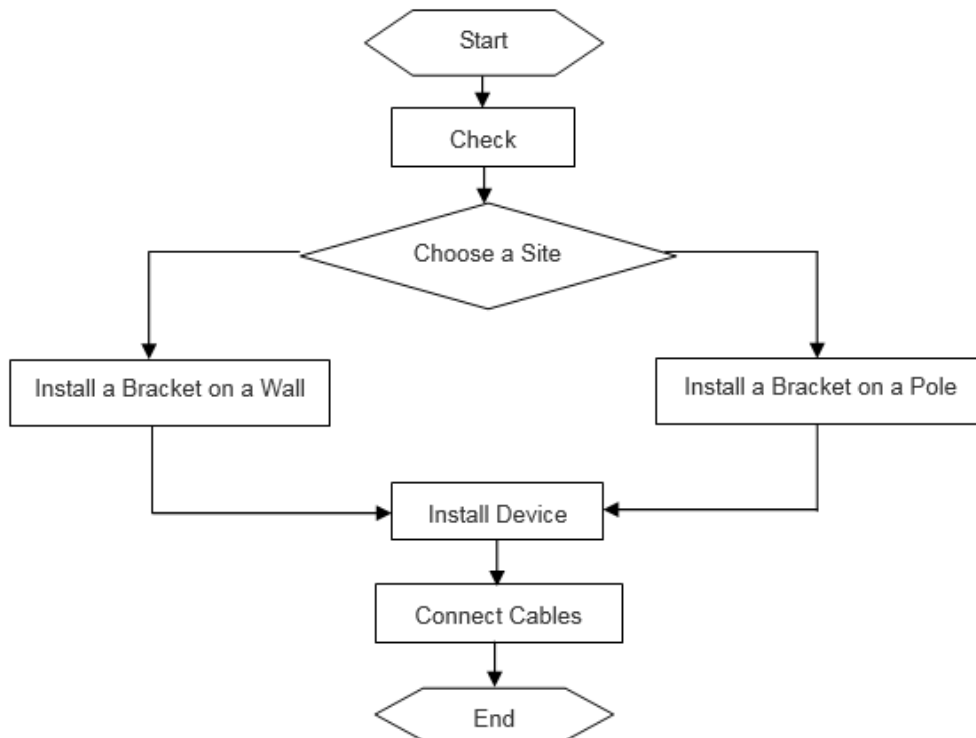 Start
Check
Choose a Site
Install a Bracket on a Wall
Install a Bracket on a Pole
Install Device
Connect Cables
End